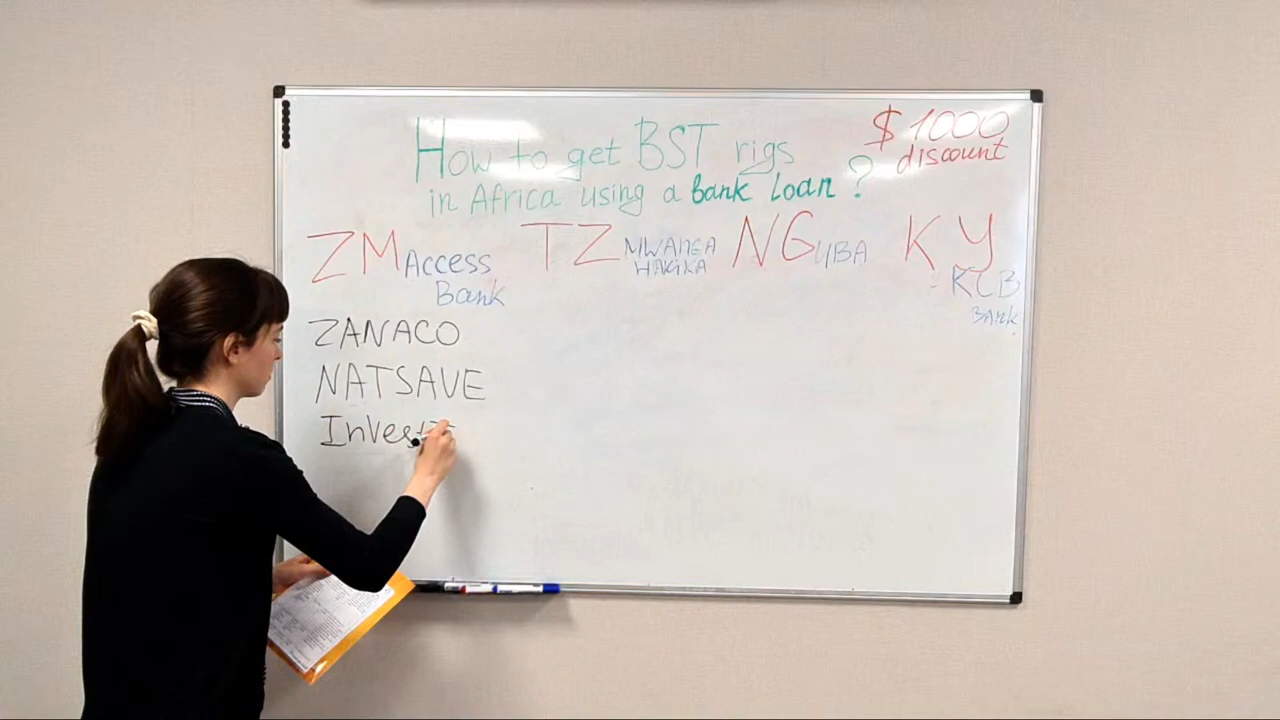 How to get BST rigs
in Africa using a bank loan ?
$ 1000
discount
ZM Access
Bank
TZ MWANGA
HAKIKA
NG UBA
KY
KCB
BANK
ZANACO
NATSAVE